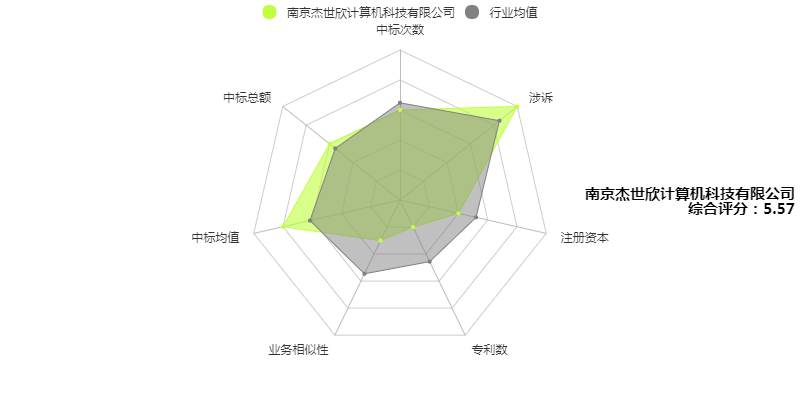 南京杰世欣计算机科技有限公司 行业均值
中标次数
中标总额
涉诉
南京杰世欣计算机科技有限公司
综合评分：5.57
中标均值
注册资本
业务相似性
专利数